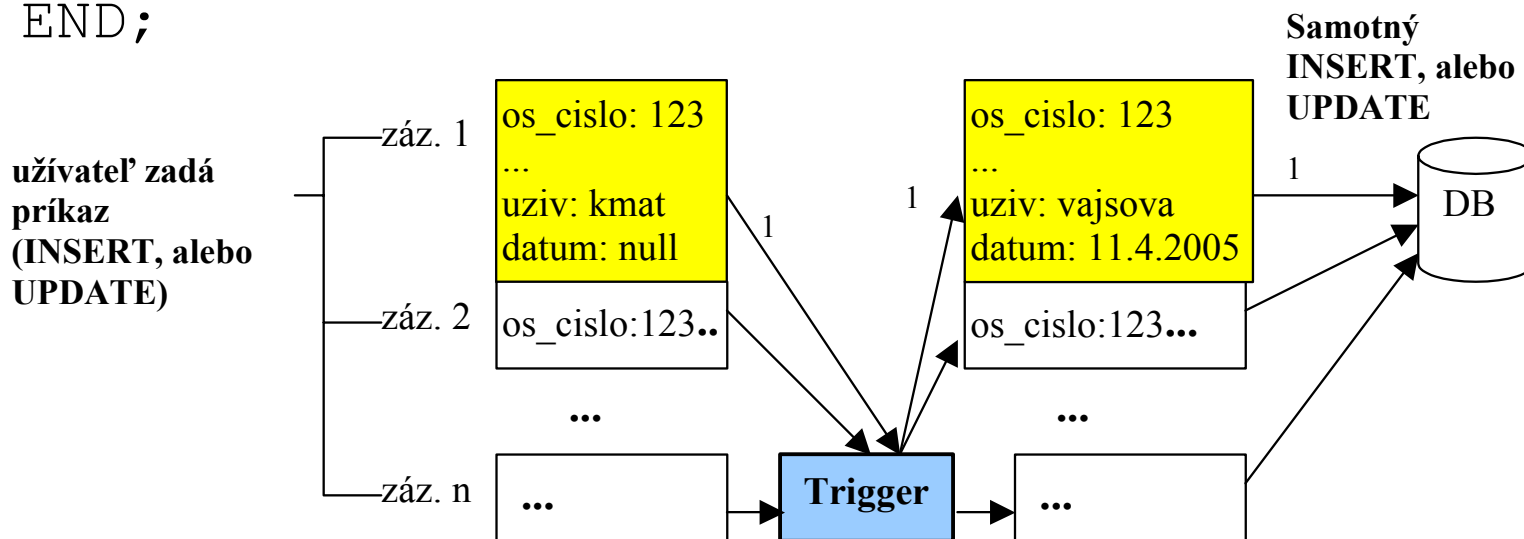 END;
užívateľ zadá
príkaz
(INSERT, alebo
UPDATE)
záz. 1
os_cislo: 123
...
uziv: kmat
datum: null
záz. 2
os_cislo:123..
...
záz. n
...
1
Trigger
1
os_cislo: 123
...
uziv: vajsova
datum: 11.4.2005
os_cislo:123...
...
...
1
Samotný
INSERT, alebo
UPDATE
DB